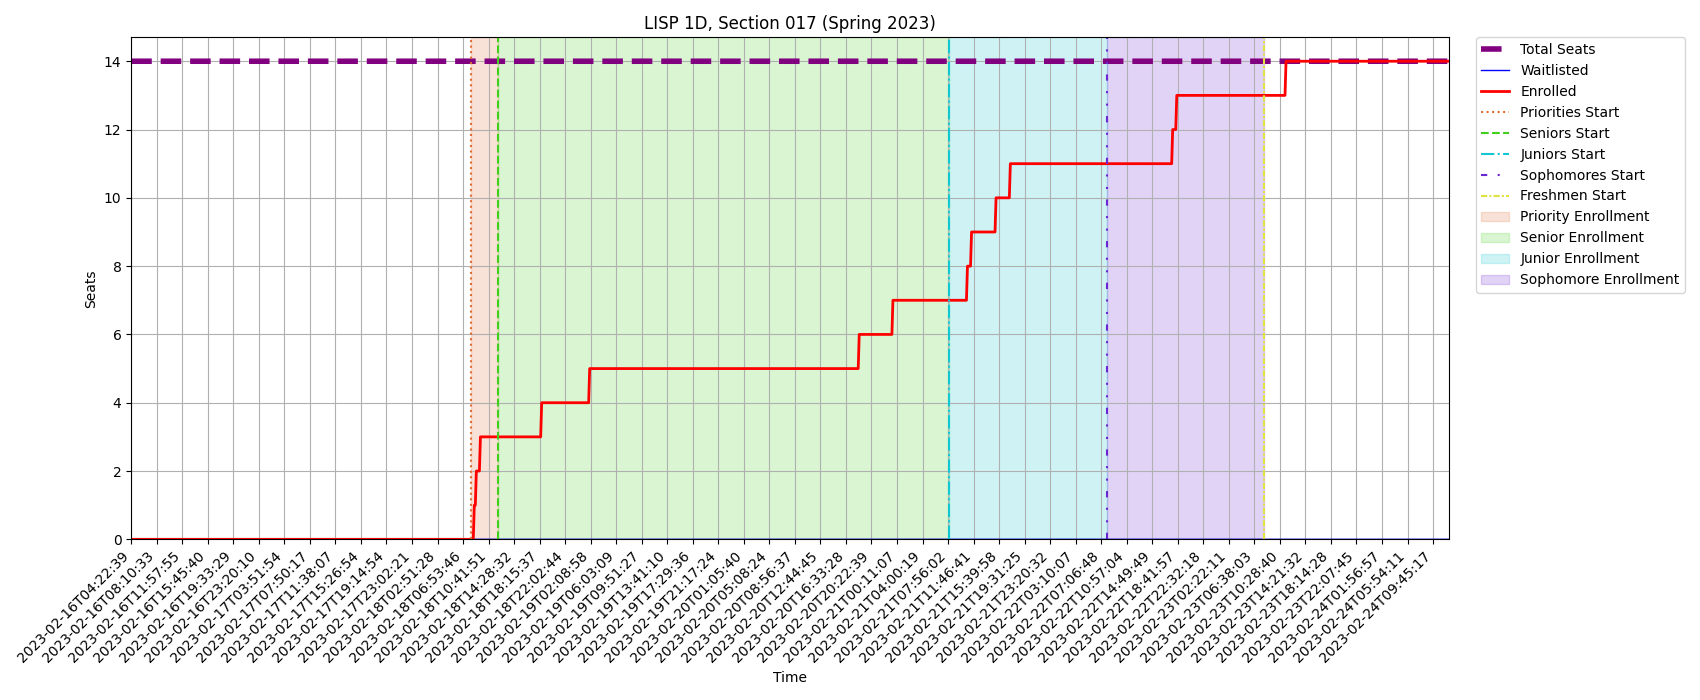 LISP 1D, Section 017 (Spring 2023)
14
12
10
8
6
4
2
0
Seats
2023-02-16T04:22:39
2023-02-16T08:10:33
2023-02-16T11:57:55
2023-02-16T15:45:40
2023-02-16T19:33:29
2023-02-16T23:20:10
2023-02-17T03:51:54
2023-02-17T07:50:17
2023-02-17T11:38:07
2023-02-17T15:26:54
2023-02-17T19:14:54
2023-02-17T23:02:21
2023-02-18T02:51:28
2023-02-18T06:53:46
2023-02-18T10:41:51
2023-02-18T14:28:32
2023-02-18T18:15:37
2023-02-18T22:02:44
2023-02-19T02:08:58
2023-02-19T06:03:09
2023-02-19T09:51:27
2023-02-19T13:41:10
2023-02-19T17:29:36
2023-02-19T21:17:24
2023-02-20T01:05:40
2023-02-20T05:08:24
2023-02-20T08:56:37
2023-02-20T12:44:45
2023-02-20T16:33:28
2023-02-20T20:22:39
2023-02-21T00:11:07
2023-02-21T04:00:19
2023-02-21T07:56:02
2023-02-21T11:46:41
2023-02-21T15:39:58
2023-02-21T19:31:25
2023-02-21T23:20:32
2023-02-22T03:10:07
2023-02-22T07:06:48
2023-02-22T10:57:04
2023-02-22T14:49:49
2023-02-22T18:41:57
2023-02-22T22:32:18
2023-02-23T02:22:11
2023-02-23T06:38:03
2023-02-23T10:28:40
2023-02-23T14:21:32
2023-02-23T18:14:28
2023-02-23T22:07:45
2023-02-24T01:56:57
2023-02-24T05:54:11
2023-02-24T09:45:17
Time
Total Seats
Waitlisted
Enrolled
Priorities Start
Seniors Start
Juniors Start
Sophomores Start
Freshmen Start
Priority Enrollment
Senior Enrollment
Junior Enrollment
Sophomore Enrollment